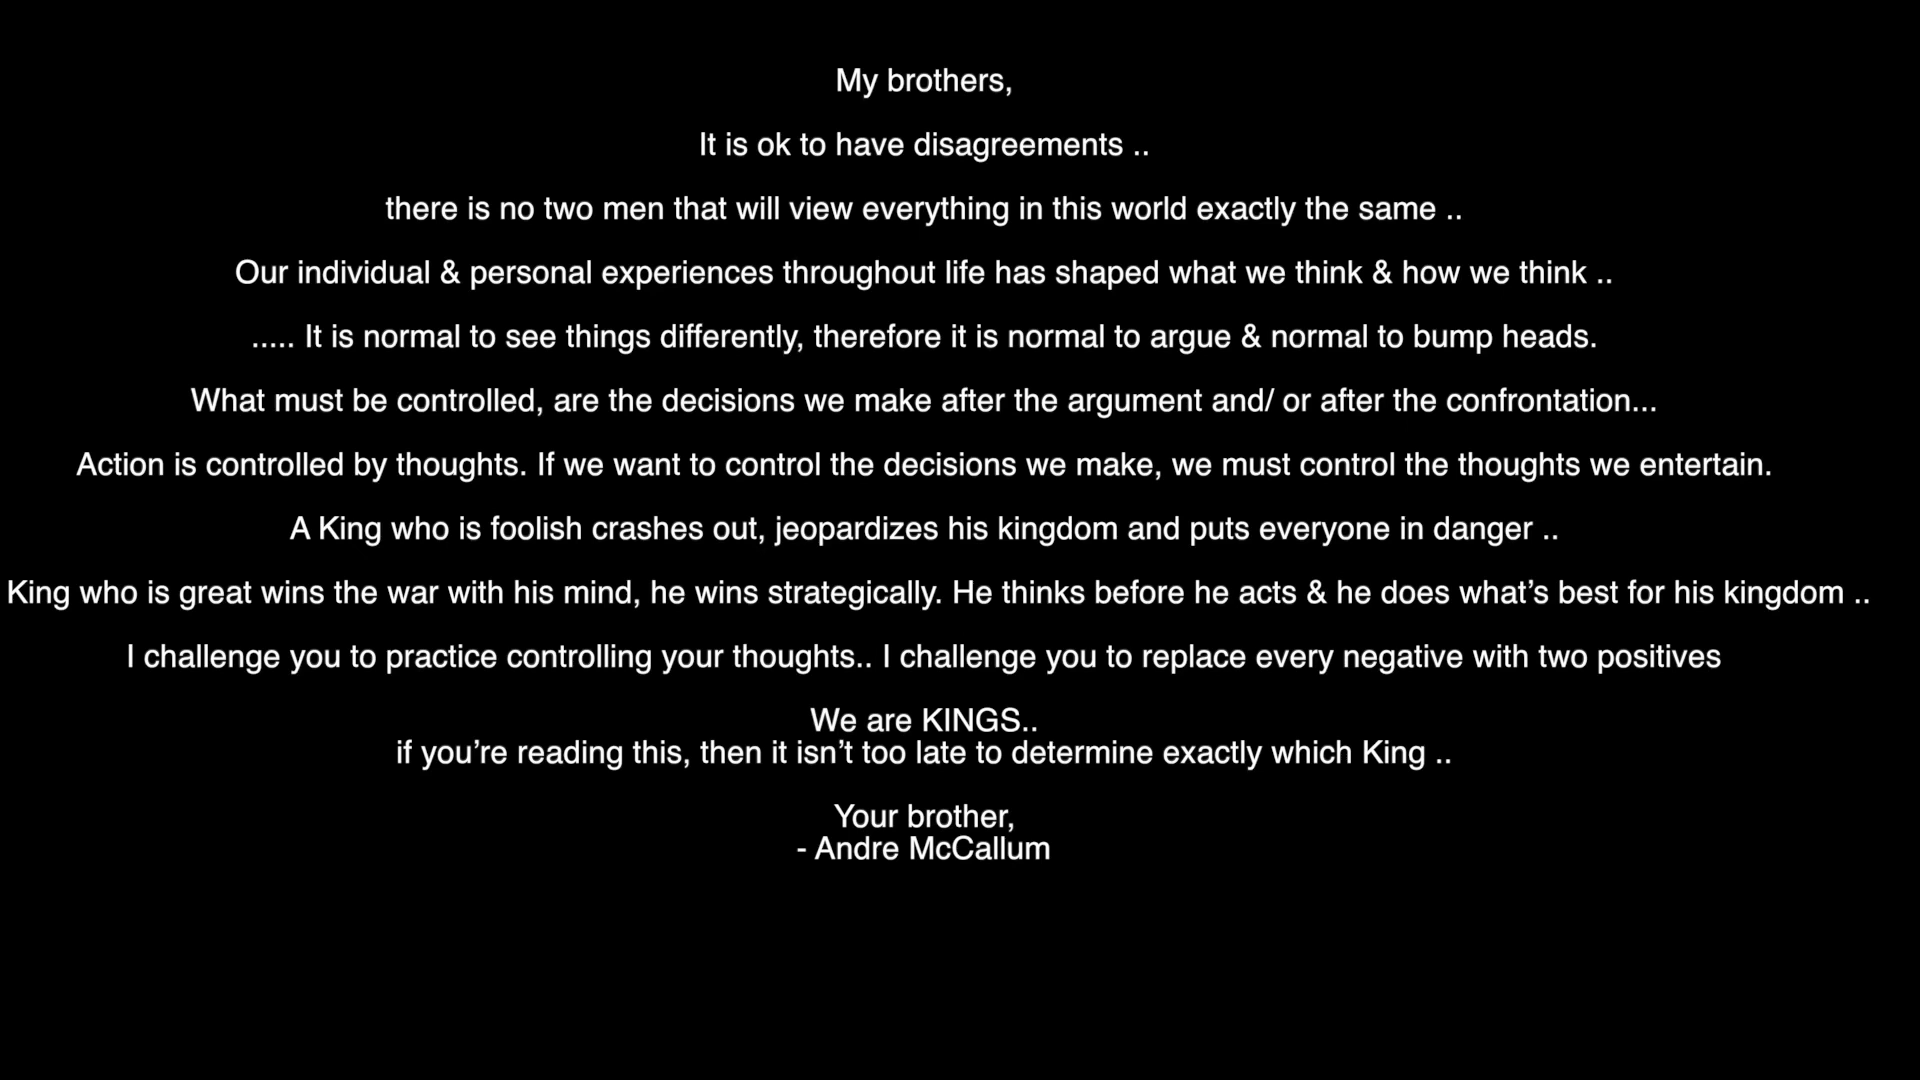 My brothers,
It is ok to have disagreements ..
there is no two men that will view everything in this world exactly the same ..
Our individual & personal experiences throughout life has shaped what we think & how we think ..
..... It is normal to see things differently, therefore it is normal to argue & normal to bump heads.
What must be controlled, are the decisions we make after the argument and/ or after the confrontation...
Action is controlled by thoughts. If we want to control the decisions we make, we must control the thoughts we entertain.
A King who is foolish crashes out, jeopardizes his kingdom and puts everyone in danger ..
King who is great wins the war with his mind, he wins strategically. He thinks before he acts & he does what’s best for his kingdom ..
I challenge you to practice controlling your thoughts.. I challenge you to replace every negative with two positives
We are KINGS..
if you’re reading this, then it isn’t too late to determine exactly which King ..
Your brother,
- Andre McCallum